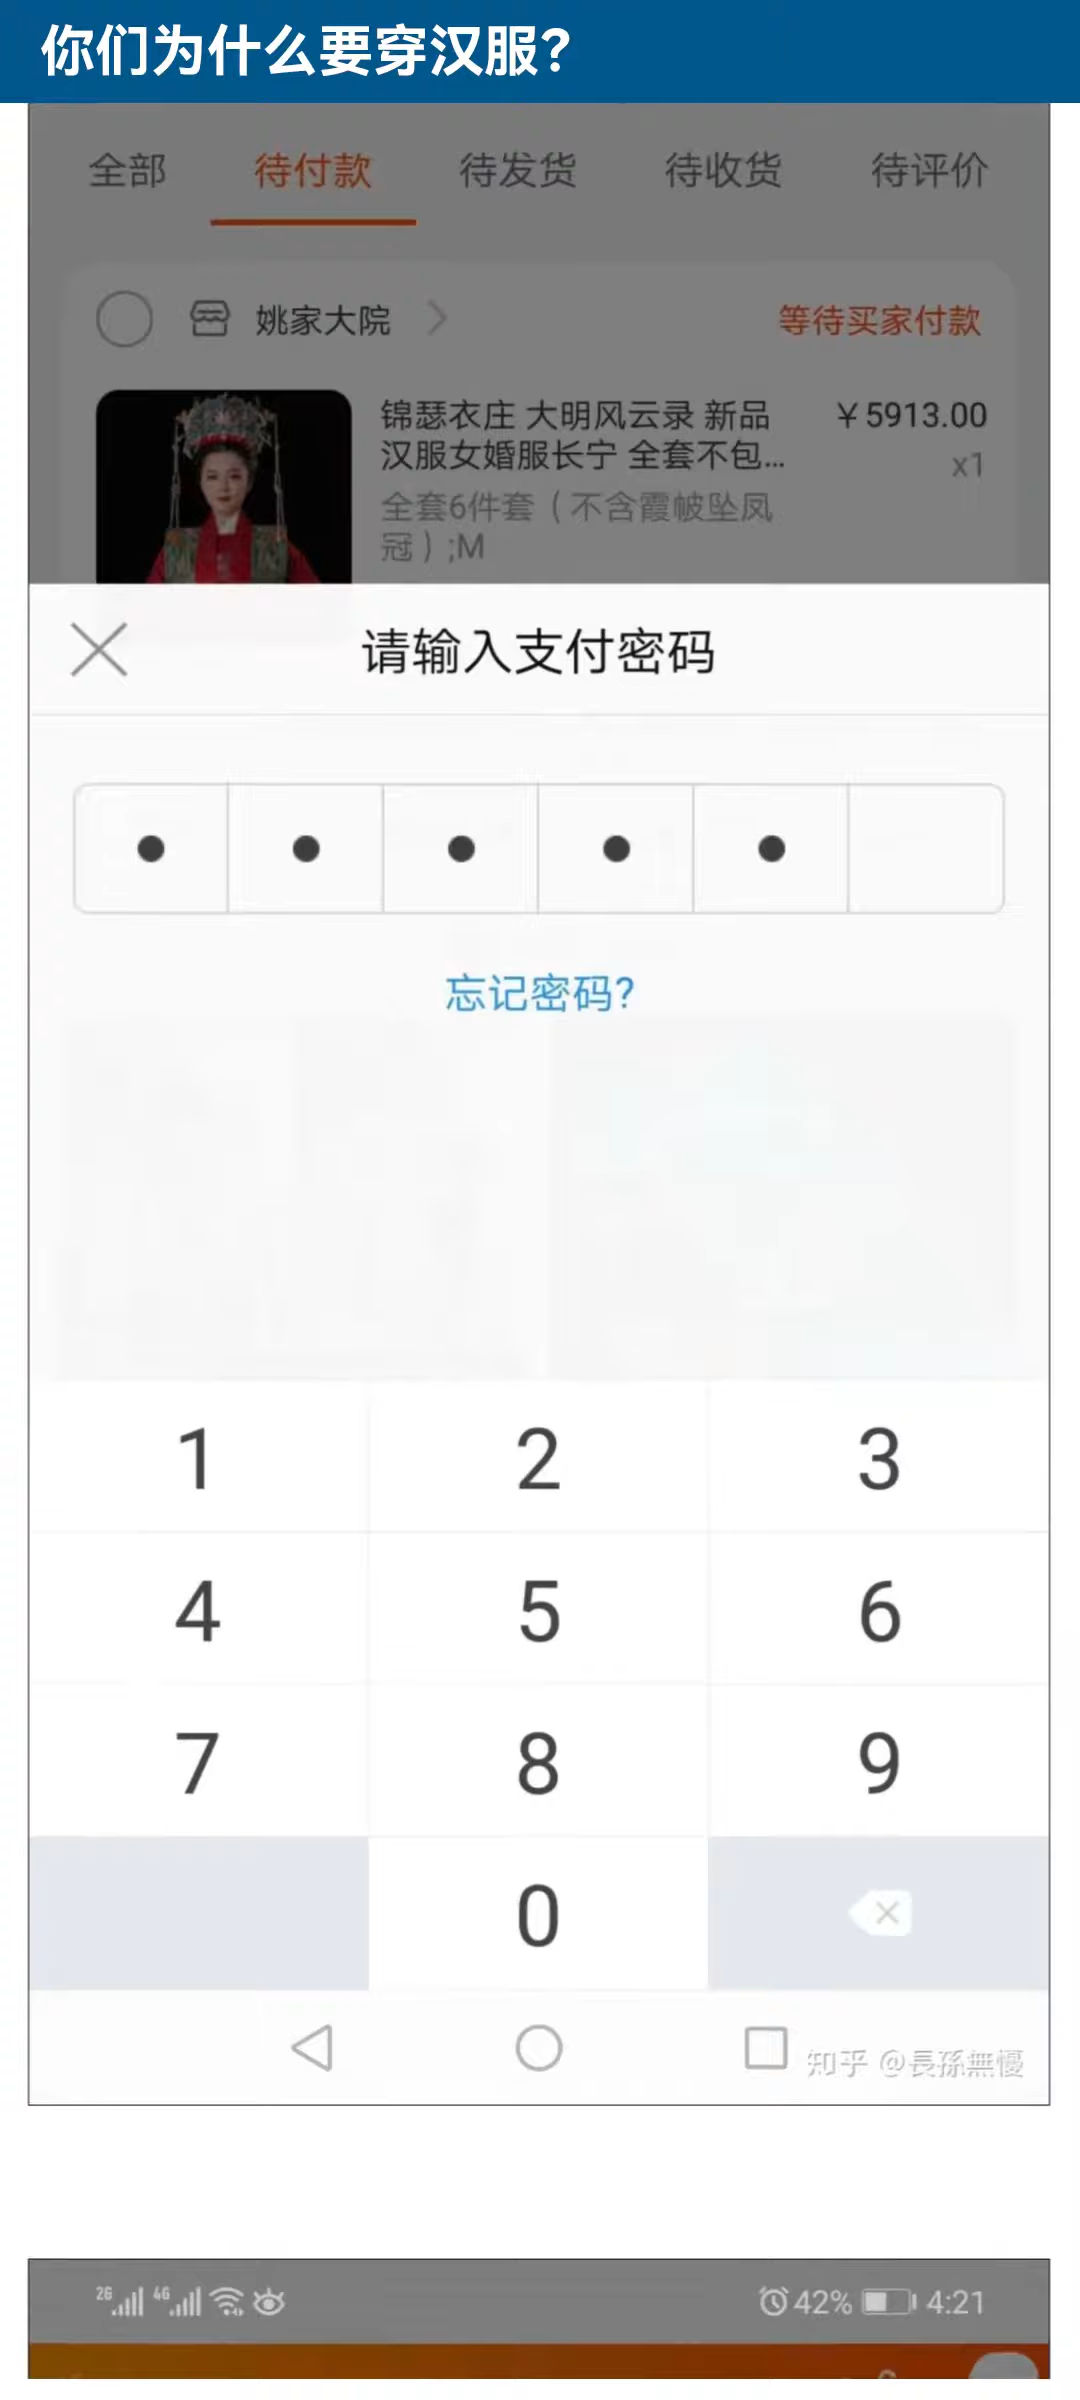 你们为什么要穿汉服？
全部 待付款 待发货 待收货 待评价
姚家大院 等待买家付款
锦瑟衣庄 大明风云录 新品 ￥5913.00
汉服女婚服长宁 全套不包... x1
全套6件套（不含霞帔坠凤
冠）;M
请输入支付密码
忘记密码?
1 2 3
4 5 6
7 8 9
0
知乎 @長孫無懮
2G 4G 42% 4:21